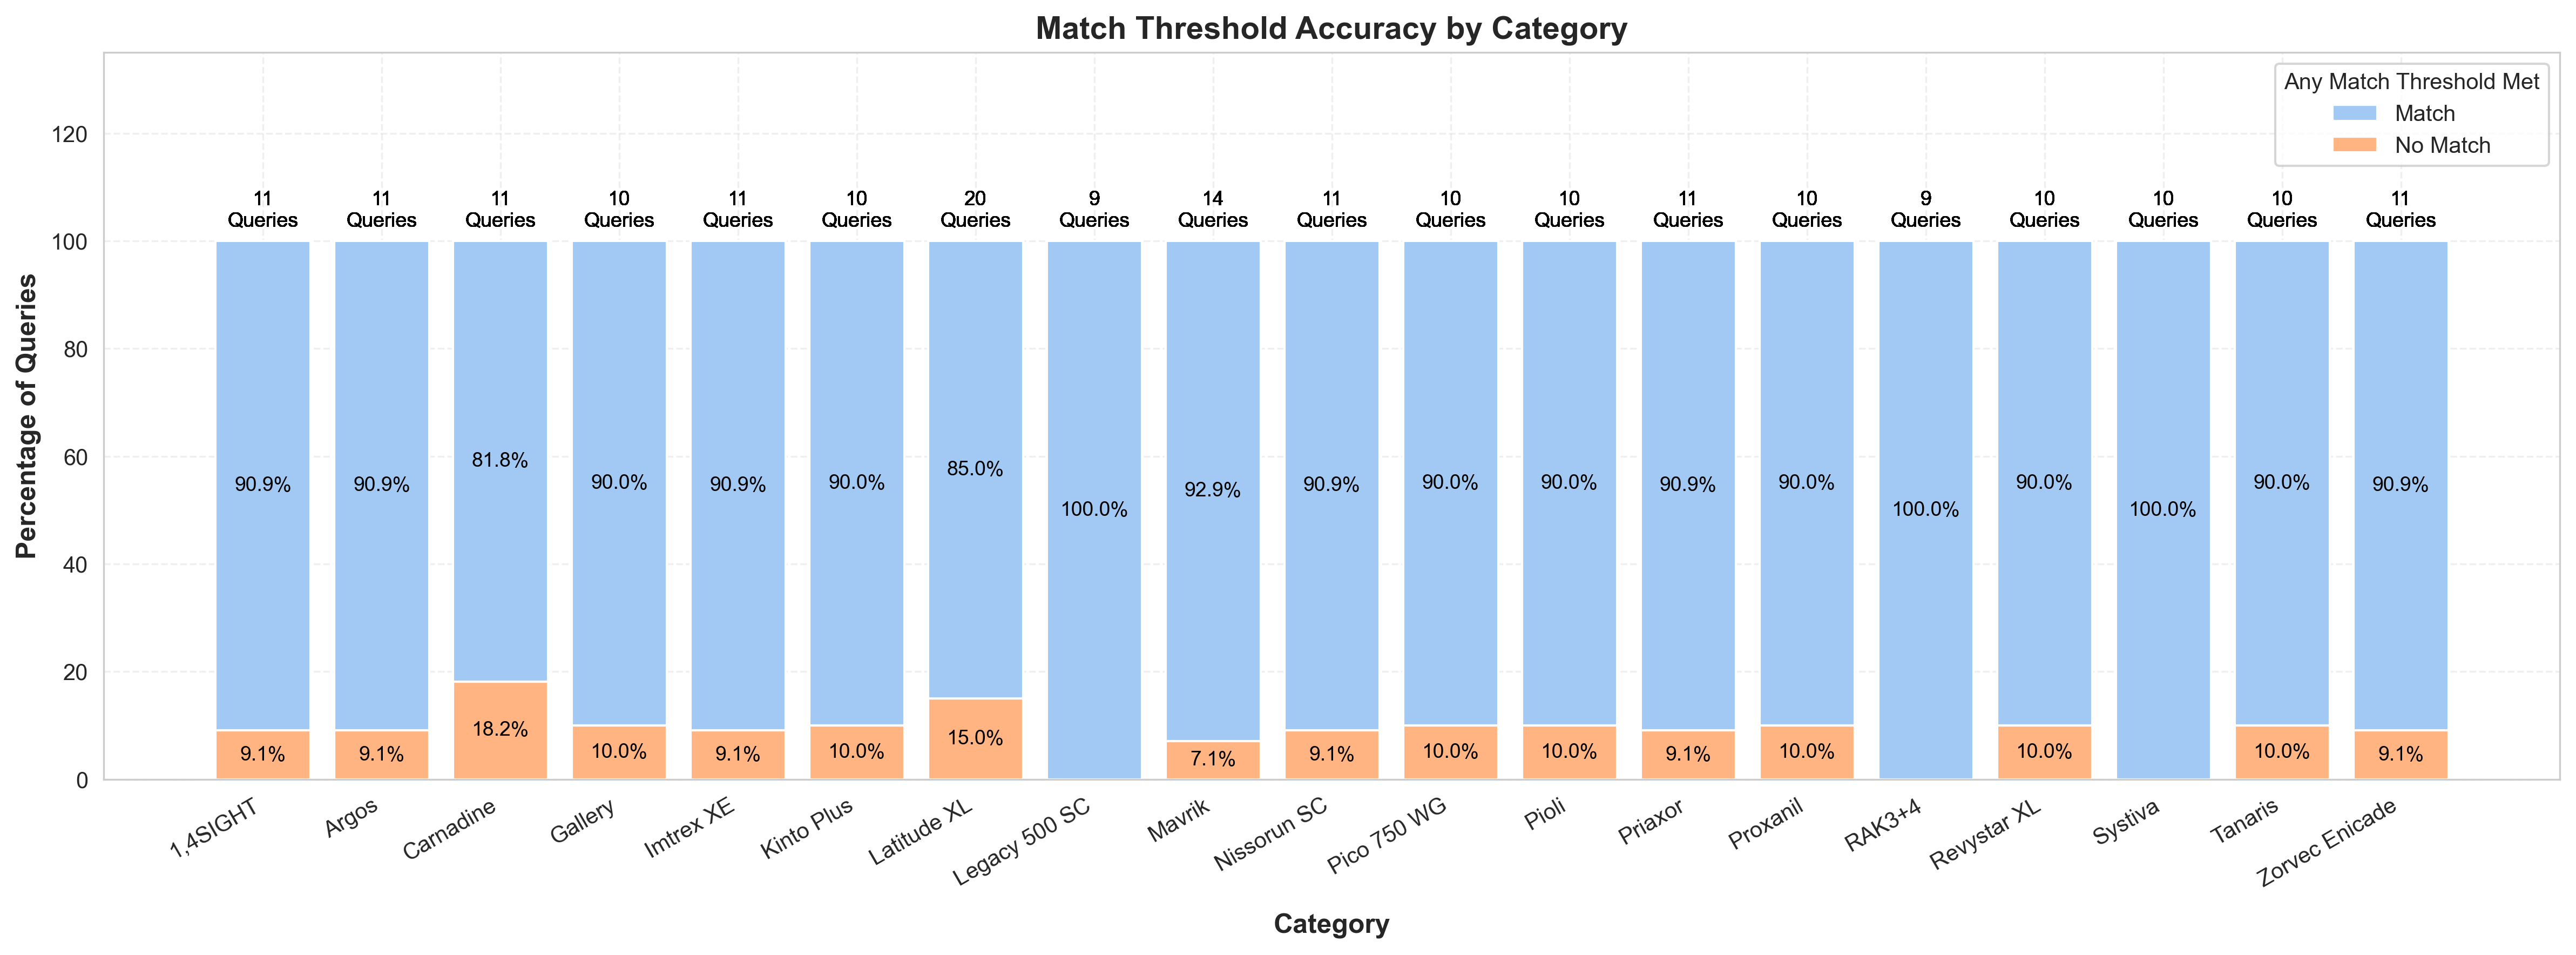 Match Threshold Accuracy by Category
Any Match Threshold Met
Match
No Match
Percentage of Queries
120
100
80
60
40
20
0
11 Queries
11 Queries
11 Queries
10 Queries
11 Queries
10 Queries
20 Queries
9 Queries
14 Queries
11 Queries
10 Queries
10 Queries
11 Queries
10 Queries
9 Queries
10 Queries
10 Queries
10 Queries
11 Queries
90.9%
90.9%
81.8%
90.0%
90.9%
90.0%
85.0%
100.0%
92.9%
90.9%
90.0%
90.0%
90.9%
90.0%
100.0%
90.0%
100.0%
90.0%
90.9%
9.1%
9.1%
18.2%
10.0%
9.1%
10.0%
15.0%
7.1%
9.1%
10.0%
10.0%
9.1%
10.0%
10.0%
10.0%
9.1%
1,4SIGHT
Argos
Carnadine
Gallery
Imtrex XE
Kinto Plus
Latitude XL
Legacy 500 SC
Mavrik
Nissorun SC
Pico 750 WG
Pioli
Priaxor
Proxanil
RAK3+4
Revystar XL
Systiva
Tanaris
Zorvec Enicade
Category